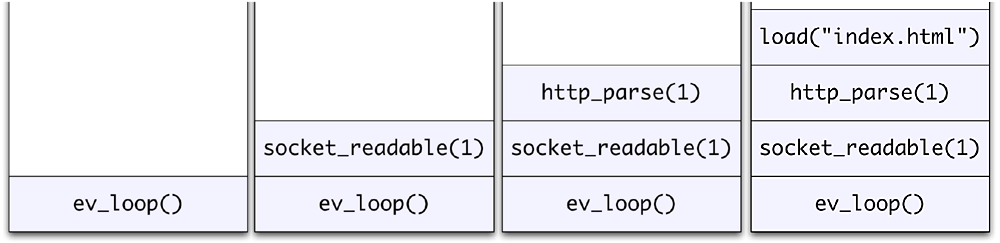 load("index.html")
http_parse(1)
http_parse(1)
socket_readable(1)
socket_readable(1)
socket_readable(1)
ev_loop()
ev_loop()
ev_loop()
ev_loop()